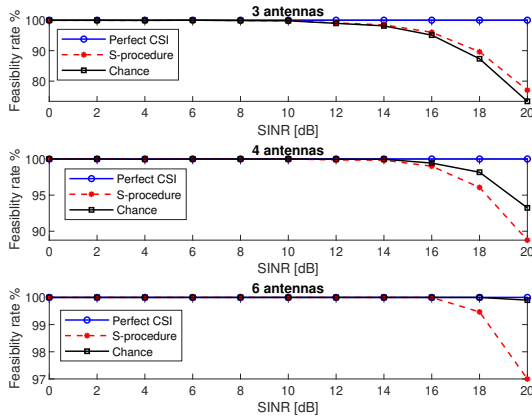 3 antennas
Feasiblity rate %
100
90
80
Perfect CSI
S-procedure
Chance
0 2 4 6 8 10 12 14 16 18 20
SINR [dB]
4 antennas
Feasiblity rate %
100
95
90
Perfect CSI
S-procedure
Chance
0 2 4 6 8 10 12 14 16 18 20
SINR [dB]
6 antennas
Feasiblity rate %
100
99
98
97
Perfect CSI
S-procedure
Chance
0 2 4 6 8 10 12 14 16 18 20
SINR [dB]